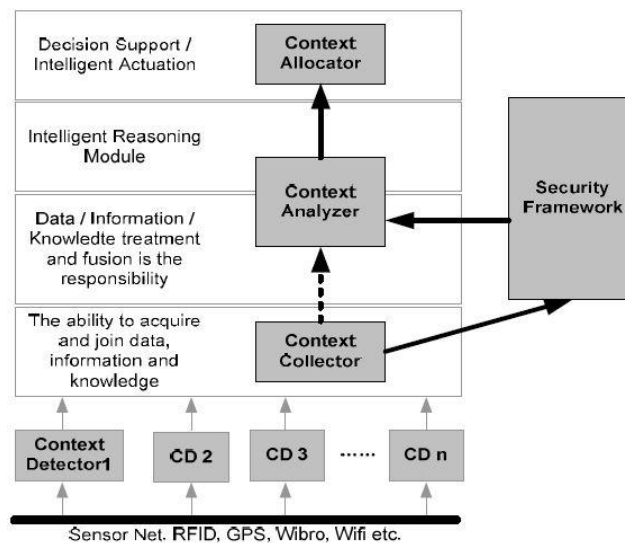 Decision Support /
Intelligent Actuation
Context
Allocator
Intelligent Reasoning
Module
Context
Analyzer
Security
Framework
Data / Information /
Knowledte treatment
and fusion is the
responsibility
The ability to acquire
and join data,
information and
knowledge
Context
Collector
Context
Detector1
CD 2
CD 3
......
CD n
Sensor Net. RFID, GPS, Wibro, Wifi etc.